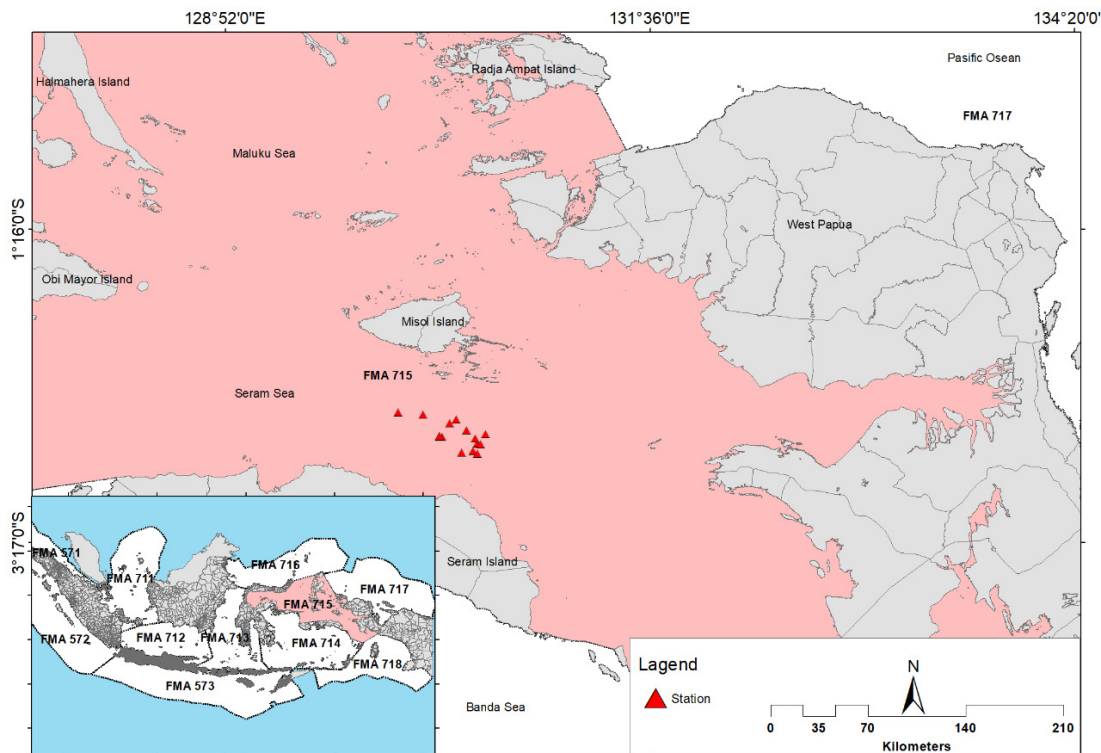 128°52'0"E
131°36'0"E
134°20'0"E
1°16'0"S
3°17'0"S
Pasific Osean
FMA 717
Radja Ampat Island
Halmahera Island
Maluku Sea
West Papua
Obi Mayor Island
Misol Island
FMA 715
Seram Sea
Seram Island
Banda Sea
FMA 571
FMA 711
FMA 716
FMA 717
FMA 715
FMA 572
FMA 712
FMA 713
FMA 714
FMA 718
FMA 573
Lagend
Station
N
0 35 70 140 210
Kilometers